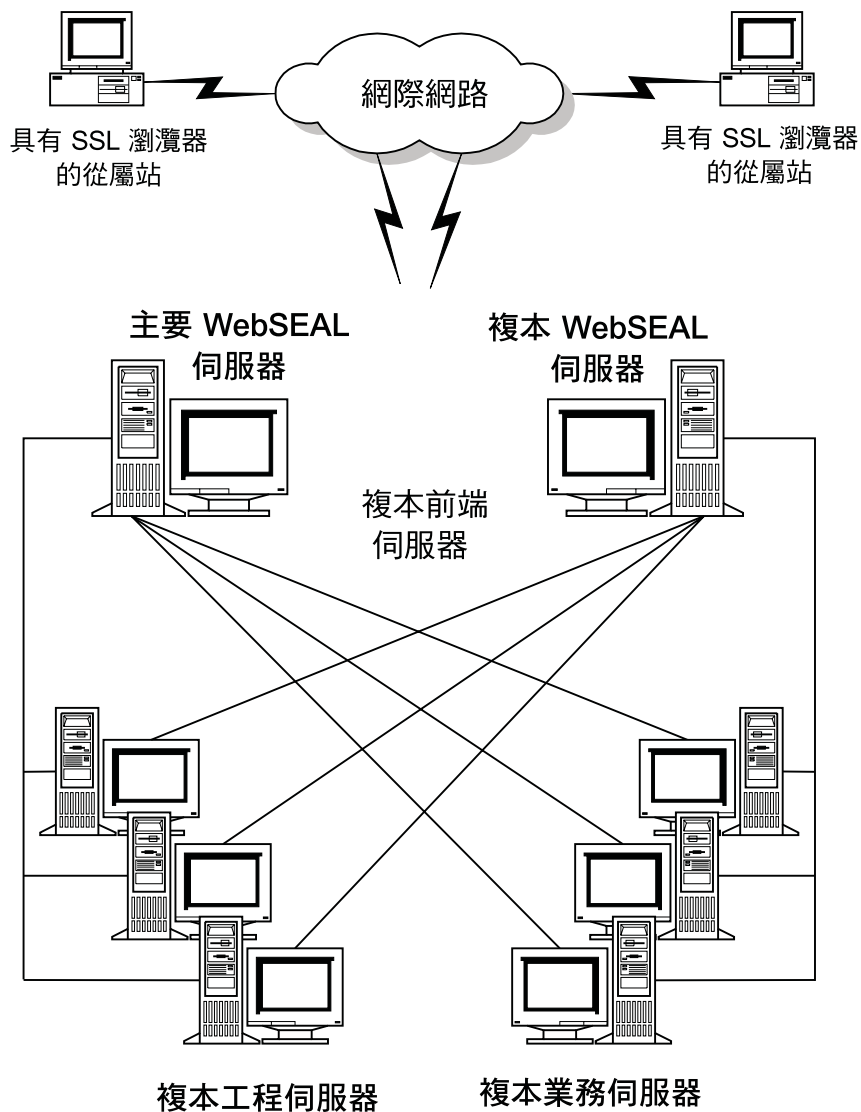 網際網路
具有 SSL 瀏覽器
的從屬站
具有 SSL 瀏覽器
的從屬站
主要 WebSEAL
伺服器
複本 WebSEAL
伺服器
複本前端
伺服器
複本工程伺服器
複本業務伺服器